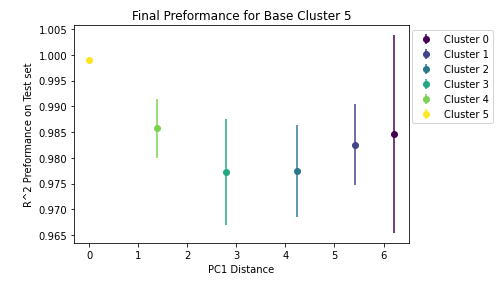 Final Preformance for Base Cluster 5
R^2 Preformance on Test set
1.005
1.000
0.995
0.990
0.985
0.980
0.975
0.970
0.965
0 1 2 3 4 5 6
PC1 Distance
Cluster 0
Cluster 1
Cluster 2
Cluster 3
Cluster 4
Cluster 5